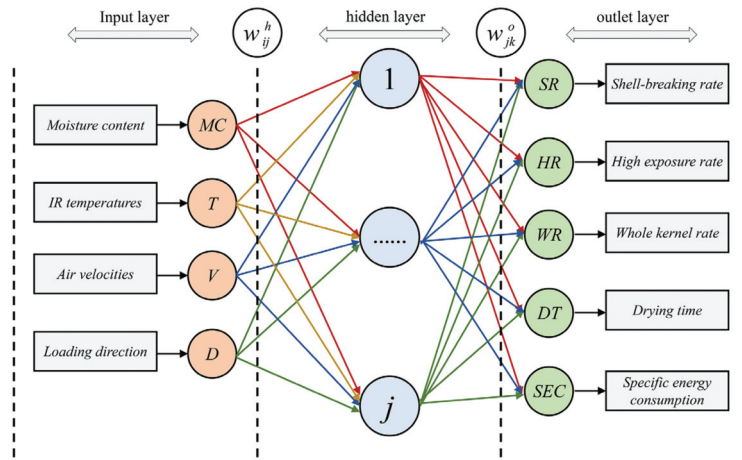 Input layer
w^h_ij
hidden layer
w^o_jk
outlet layer
Moisture content
MC
IR temperatures
T
Air velocities
V
Loading direction
D
1
......
j
SR
Shell-breaking rate
HR
High exposure rate
WR
Whole kernel rate
DT
Drying time
SEC
Specific energy
consumption